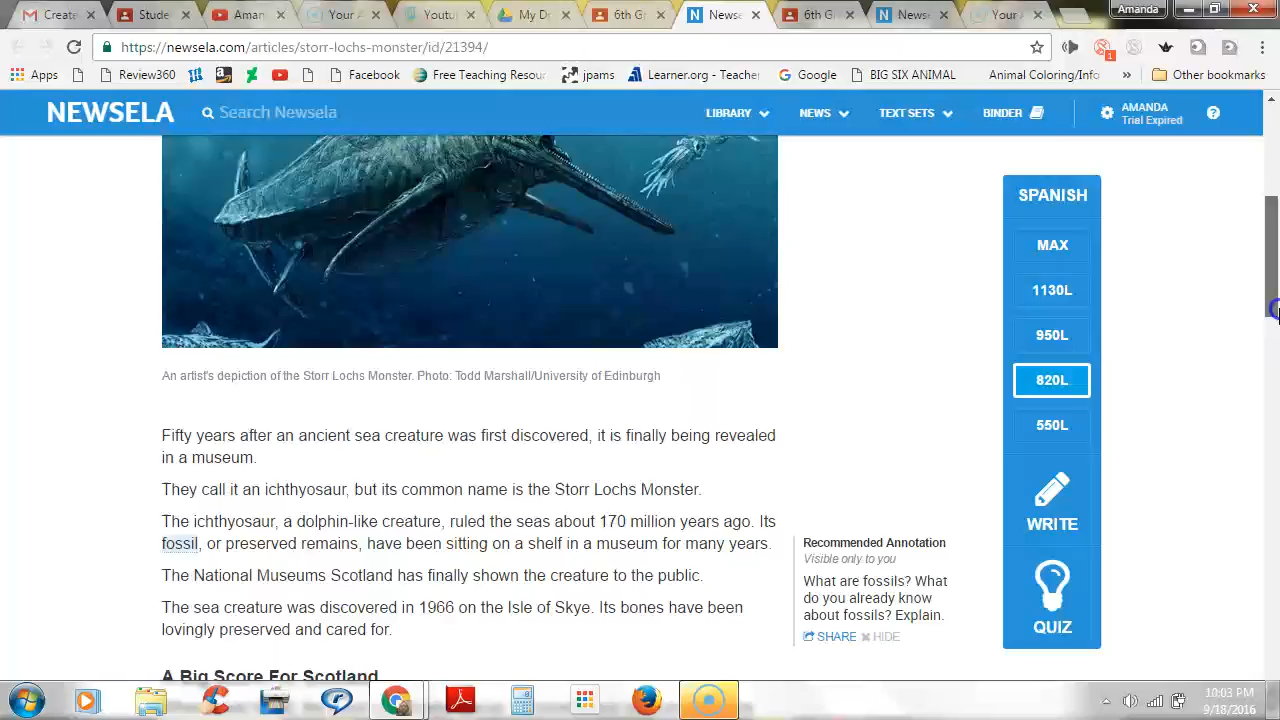 Create
Stude
Aman
Your A
Youtu
My D
6th G
Newse
6th G
Newse
Your A
Amanda
https://newsela.com/articles/storr-lochs-monster/id/21394/
1
Apps
Review360
Facebook
Free Teaching Resou
jpams
Learner.org - Teache
Google
BIG SIX ANIMAL
Animal Coloring/Info
»
Other bookmarks
NEWSELA
Search Newsela
LIBRARY
NEWS
TEXT SETS
BINDER
AMANDA
Trial Expired
?
SPANISH
MAX
1130L
950L
820L
550L
WRITE
QUIZ
An artist's depiction of the Storr Lochs Monster. Photo: Todd Marshall/University of Edinburgh
Fifty years after an ancient sea creature was first discovered, it is finally being revealed
in a museum.
They call it an ichthyosaur, but its common name is the Storr Lochs Monster.
The ichthyosaur, a dolphin-like creature, ruled the seas about 170 million years ago. Its
fossil, or preserved remains, have been sitting on a shelf in a museum for many years.
The National Museums Scotland has finally shown the creature to the public.
The sea creature was discovered in 1966 on the Isle of Skye. Its bones have been
lovingly preserved and cared for.
A Big Score For Scotland
Recommended Annotation
Visible only to you
What are fossils? What
do you already know
about fossils? Explain.
SHARE
HIDE
10:03 PM
9/18/2016